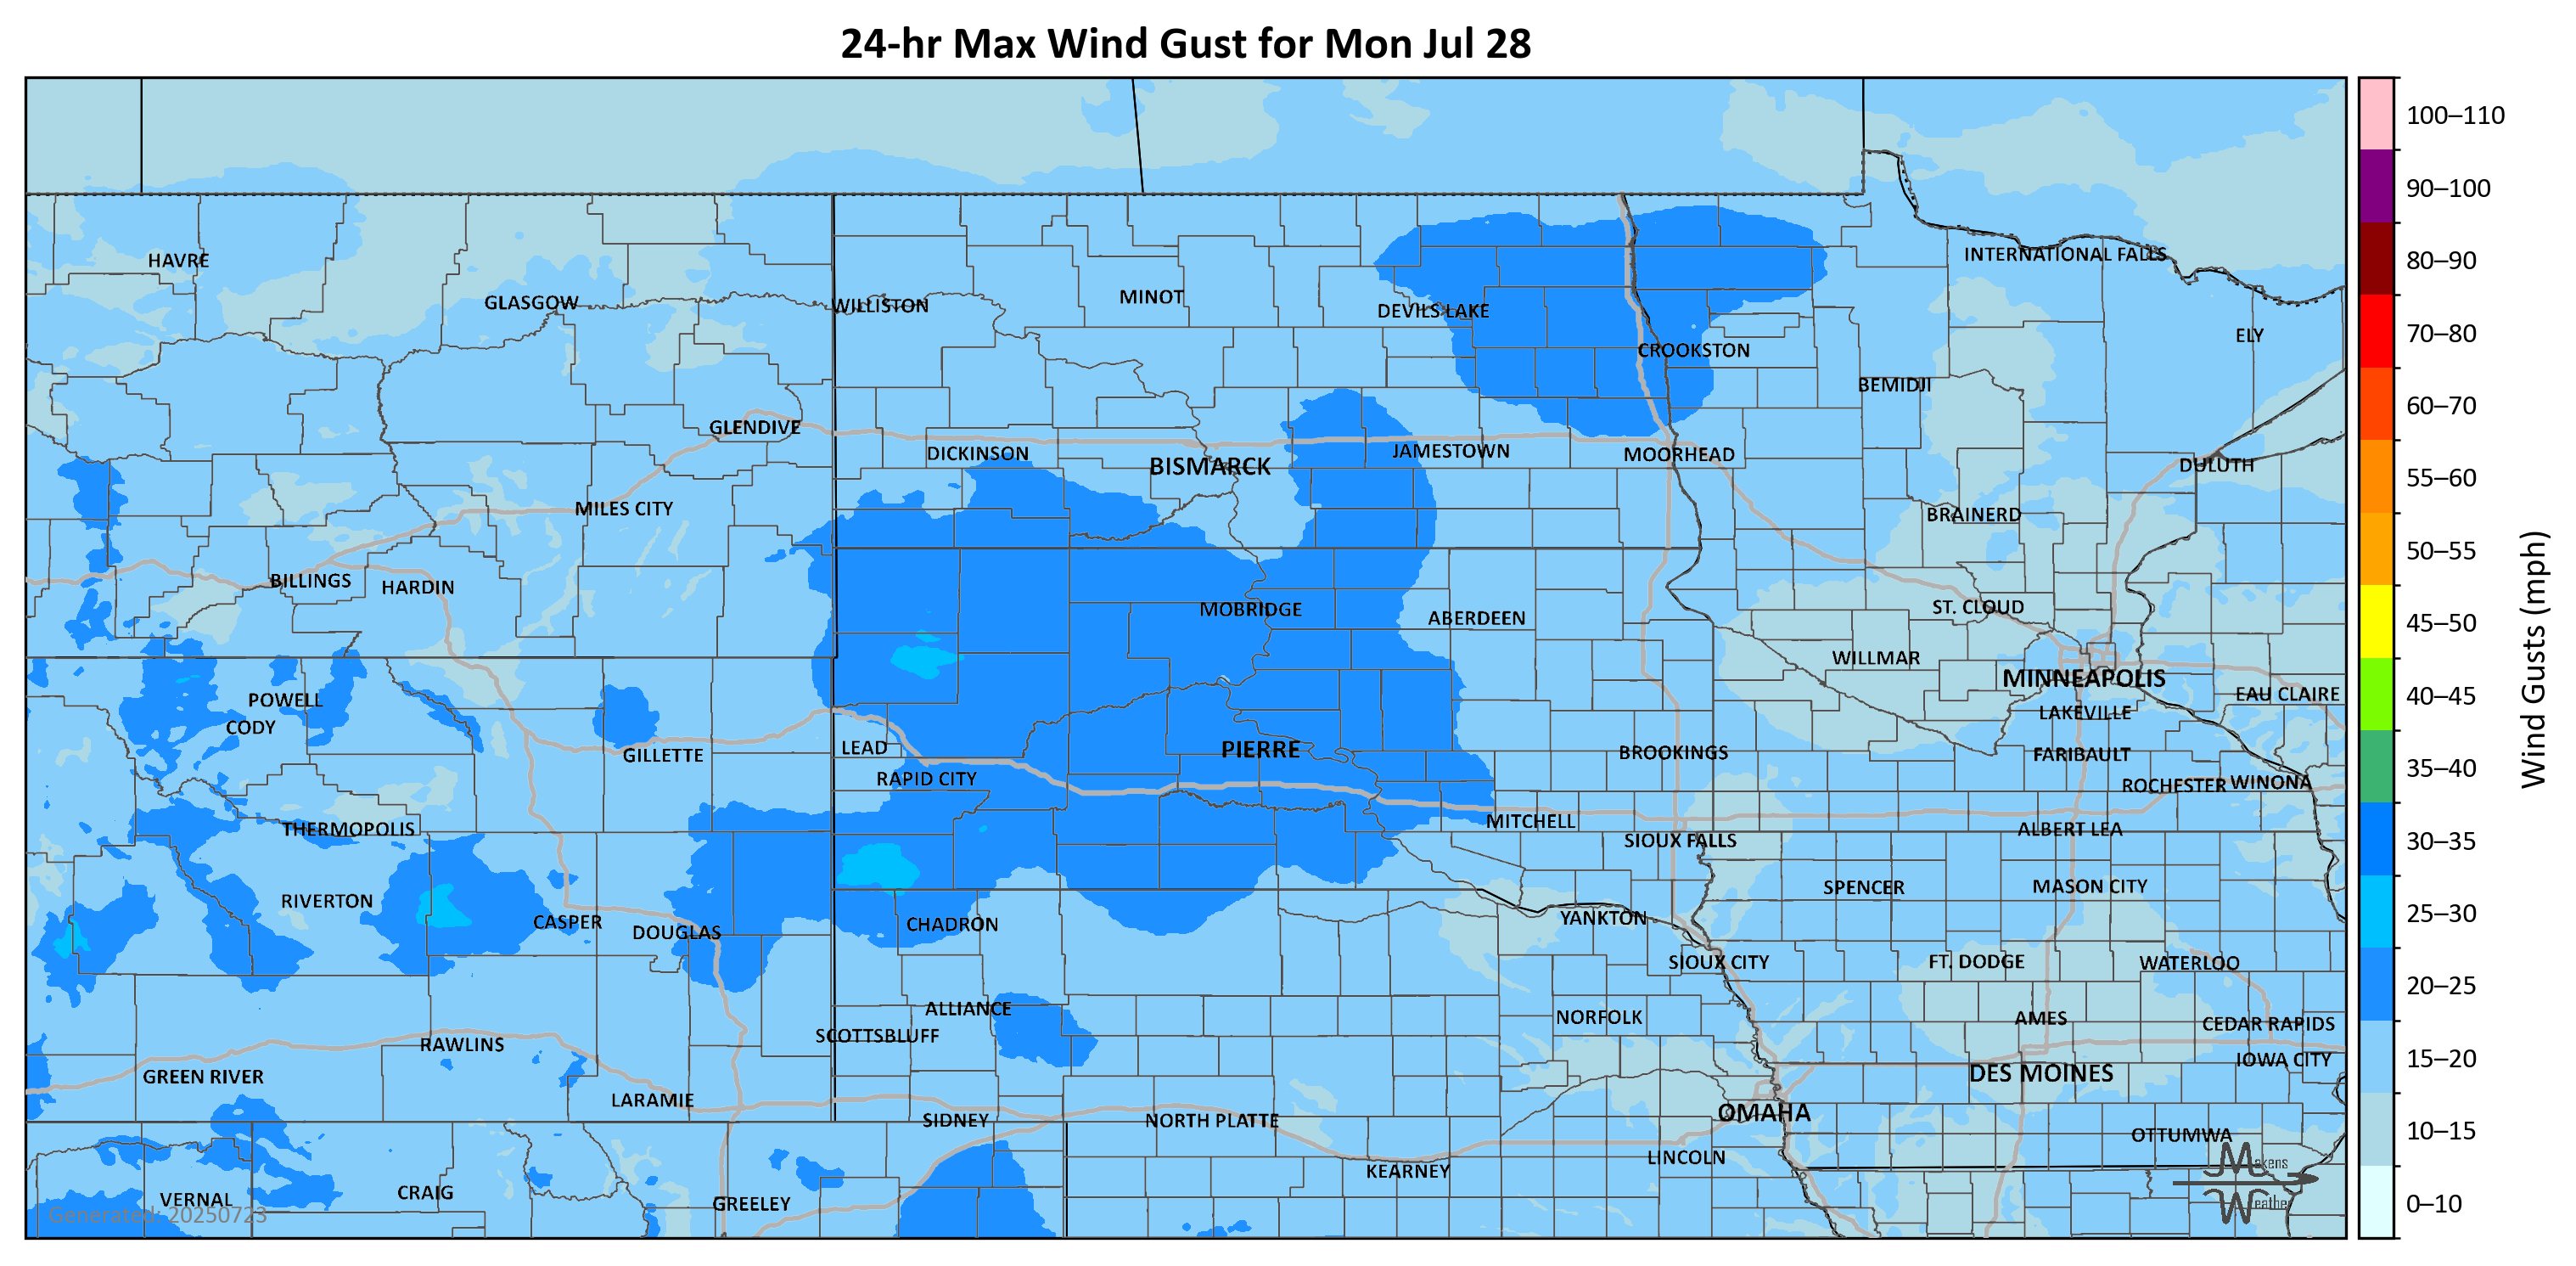 24-hr Max Wind Gust for Mon Jul 28
100–110
90–100
80–90
70–80
60–70
55–60
50–55
45–50
40–45
35–40
30–35
25–30
20–25
15–20
10–15
0–10
Wind Gusts (mph)
HAVRE
INTERNATIONAL FALLS
GLASGOW
WILLISTON
MINOT
DEVILS LAKE
ELY
CROOKSTON
BEMIDJI
GLENDIVE
DICKINSON
BISMARCK
JAMESTOWN
MOORHEAD
DULUTH
MILES CITY
BRAINERD
BILLINGS
HARDIN
MOBRIDGE
ABERDEEN
ST. CLOUD
WILLMAR
MINNEAPOLIS
EAU CLAIRE
POWELL
CODY
LAKEVILLE
GILLETTE
LEAD
PIERRE
BROOKINGS
FARIBAULT
RAPID CITY
ROCHESTER
WINONA
THERMOPOLIS
MITCHELL
SIOUX FALLS
ALBERT LEA
RIVERTON
CASPER
DOUGLAS
CHADRON
YANKTON
SPENCER
MASON CITY
SIOUX CITY
FT. DODGE
WATERLOO
ALLIANCE
SCOTTSBLUFF
NORFOLK
AMES
CEDAR RAPIDS
RAWLINS
IOWA CITY
GREEN RIVER
LARAMIE
DES MOINES
SIDNEY
NORTH PLATTE
OMAHA
OTTUMWA
KEARNEY
LINCOLN
VERNAL
CRAIG
GREELEY
Generated: 20250723
Makens
Weather